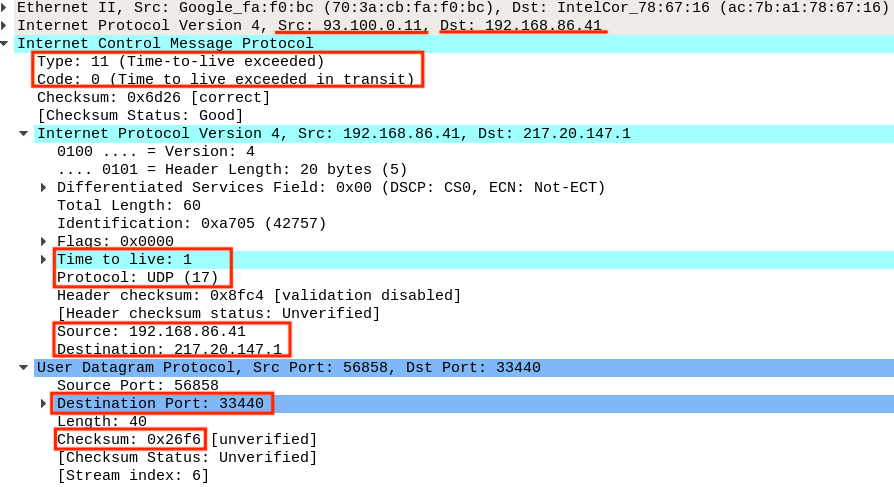 Ethernet II, Src: Google_fa:f0:bc (70:3a:cb:fa:f0:bc), Dst: IntelCor_78:67:16 (ac:7b:a1:78:67:16)
Internet Protocol Version 4, Src: 93.100.0.11, Dst: 192.168.86.41
Internet Control Message Protocol
Type: 11 (Time-to-live exceeded)
Code: 0 (Time to live exceeded in transit)
Checksum: 0x6d26 [correct]
[Checksum Status: Good]
Internet Protocol Version 4, Src: 192.168.86.41, Dst: 217.20.147.1
0100 .... = Version: 4
.... 0101 = Header Length: 20 bytes (5)
Differentiated Services Field: 0x00 (DSCP: CS0, ECN: Not-ECT)
Total Length: 60
Identification: 0xa705 (42757)
Flags: 0x0000
Time to live: 1
Protocol: UDP (17)
Header checksum: 0x8fc4 [validation disabled]
[Header checksum status: Unverified]
Source: 192.168.86.41
Destination: 217.20.147.1
User Datagram Protocol, Src Port: 56858, Dst Port: 33440
Source Port: 56858
Destination Port: 33440
Length: 40
Checksum: 0x26f6 [unverified]
[Checksum Status: Unverified]
[Stream index: 6]